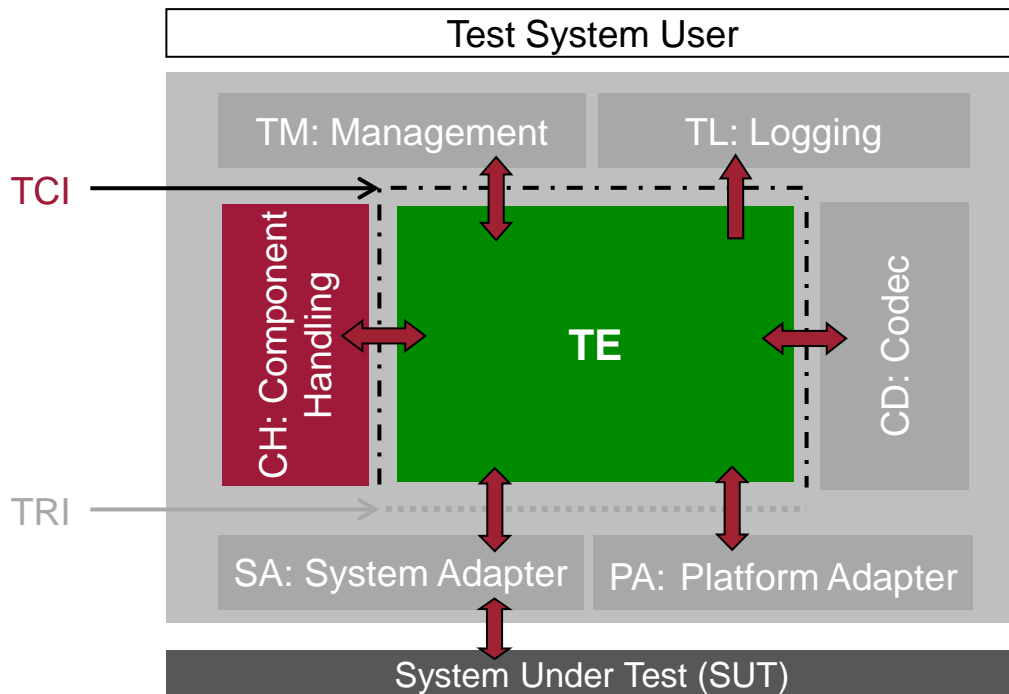 Test System User
TM: Management
TL: Logging
TCI
CH: Component
Handling
TE
CD: Codec
TRI
SA: System Adapter
PA: Platform Adapter
System Under Test (SUT)